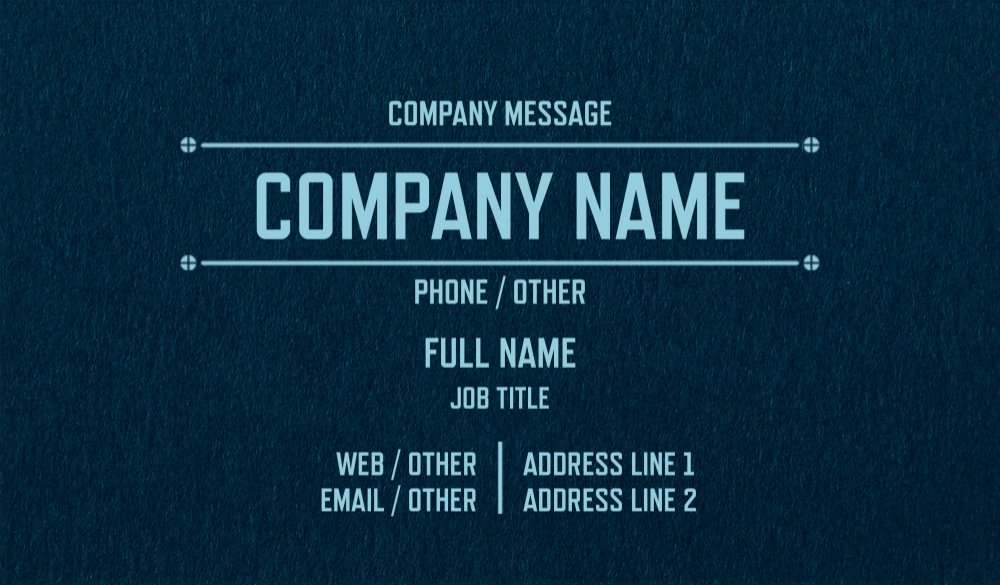 COMPANY MESSAGE
COMPANY NAME
PHONE / OTHER
FULL NAME
JOB TITLE
WEB / OTHER
EMAIL / OTHER
ADDRESS LINE 1
ADDRESS LINE 2